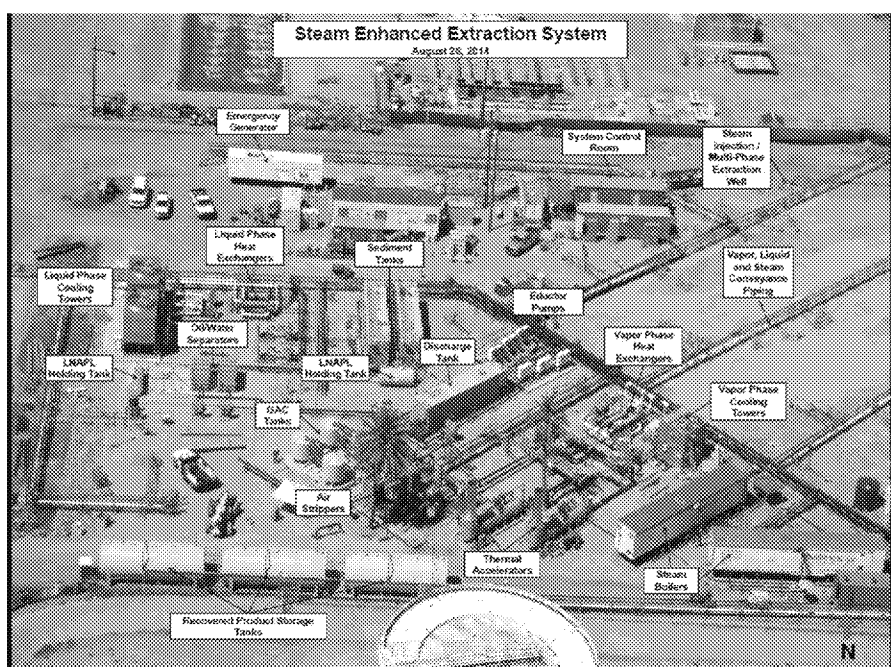 Steam Enhanced Extraction System
August 26, 2014
Emergency
Generator
System Control
Room
Steam
Injection /
Multi-Phase
Extraction
Well
Liquid Phase
Heat
Exchangers
Sediment
Tanks
Vapor, Liquid
and Steam
Conveyance
Piping
Liquid Phase
Cooling
Towers
Eductor
Pumps
Oil/Water
Separators
Vapor Phase
Heat
Exchangers
Discharge
Tank
LNAPL
Holding Tank
LNAPL
Holding Tank
GAC
Tanks
Vapor Phase
Cooling
Towers
Air
Strippers
Thermal
Accelerators
Steam
Boilers
Recovered Product Storage
Tanks
N